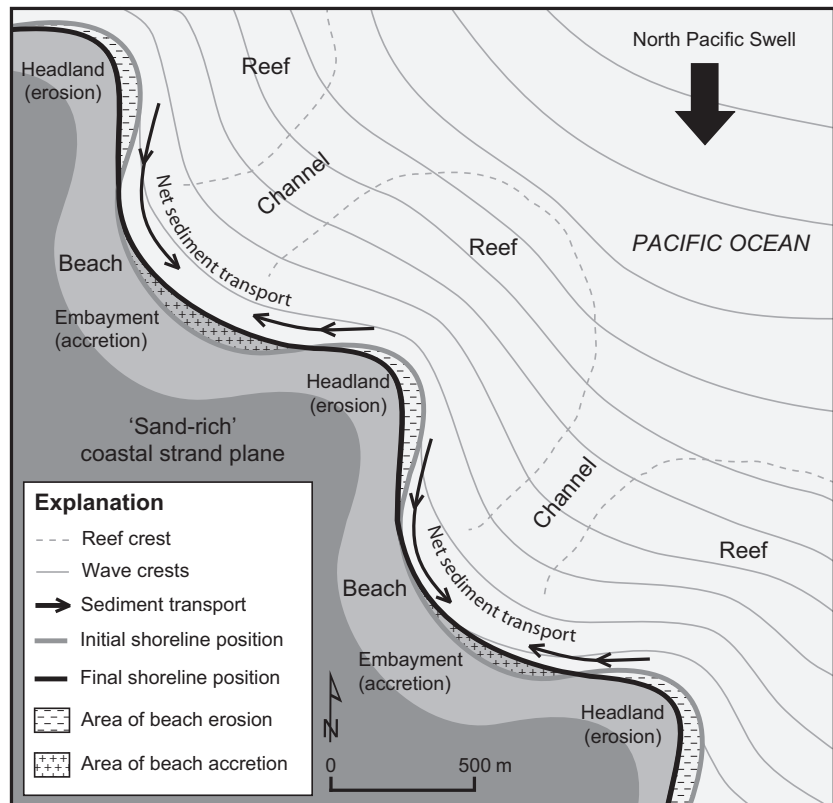 North Pacific Swell
Reef
Headland
(erosion)
Channel
Net sediment transport
Reef
PACIFIC OCEAN
Beach
Embayment
(accretion)
Headland
(erosion)
'Sand-rich'
coastal strand plane
Channel
Reef
Net sediment transport
Beach
Embayment
(accretion)
Headland
(erosion)
Explanation
Reef crest
Wave crests
Sediment transport
Initial shoreline position
Final shoreline position
Area of beach erosion
Area of beach accretion
N
0 500 m